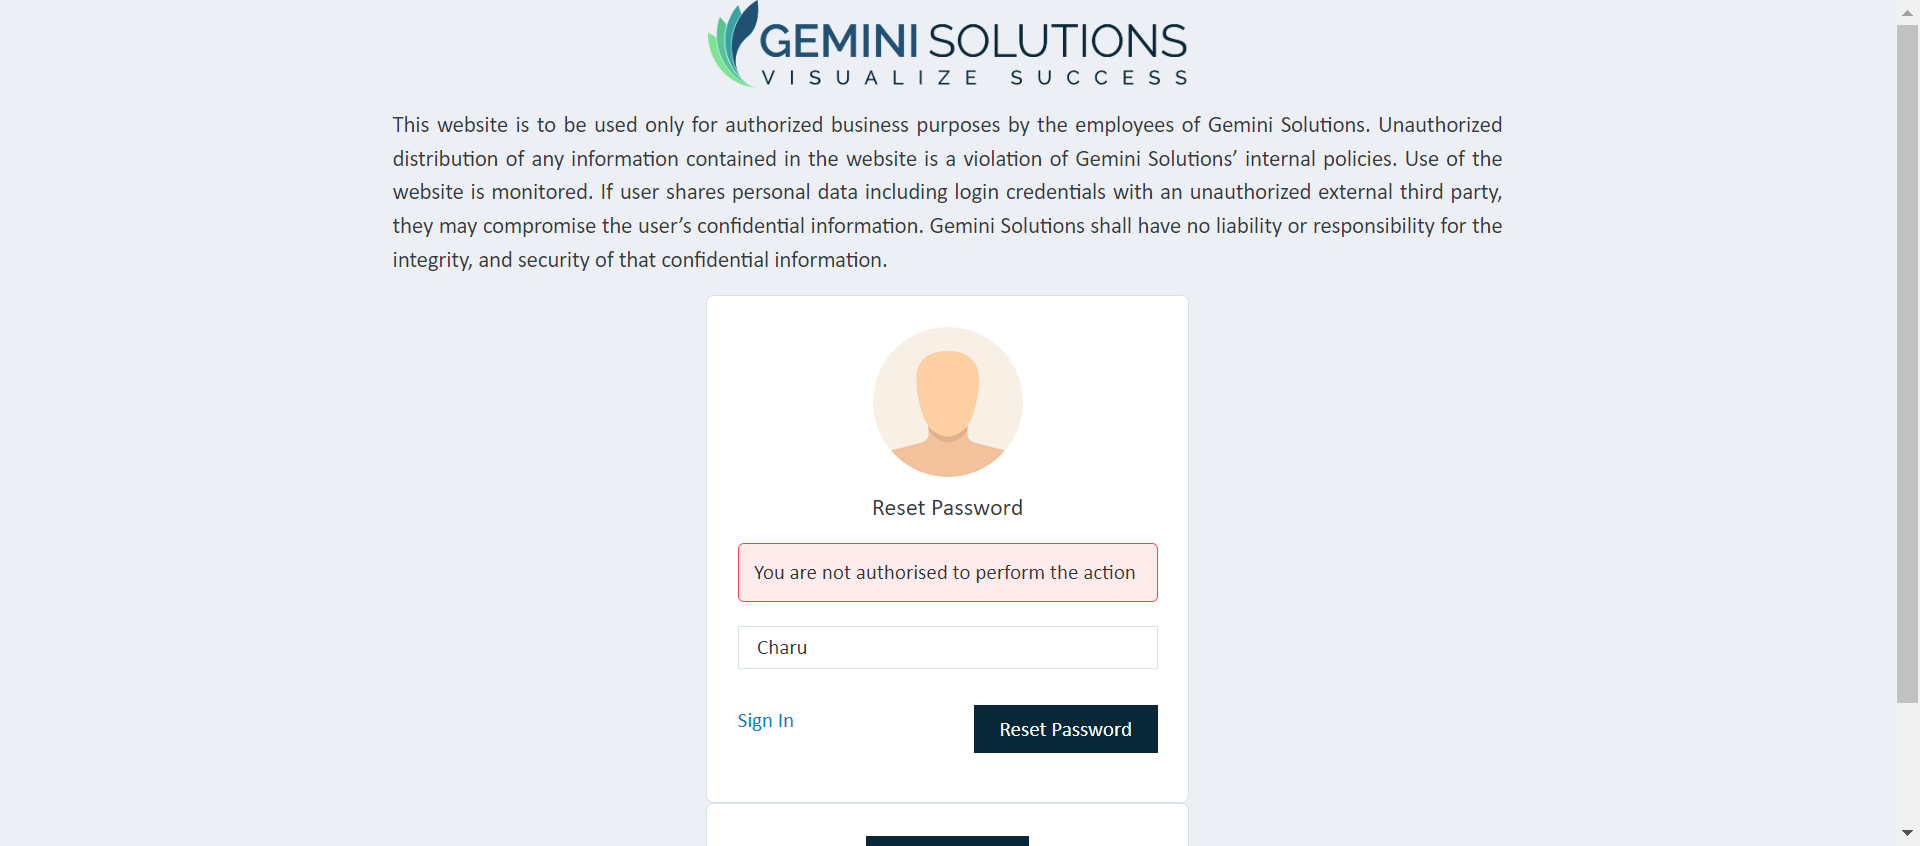 GEMINI SOLUTIONS
VISUALIZE SUCCESS
This website is to be used only for authorized business purposes by the employees of Gemini Solutions. Unauthorized
distribution of any information contained in the website is a violation of Gemini Solutions’ internal policies. Use of the
website is monitored. If user shares personal data including login credentials with an unauthorized external third party,
they may compromise the user’s confidential information. Gemini Solutions shall have no liability or responsibility for the
integrity, and security of that confidential information.
Reset Password
You are not authorised to perform the action
Charu
Sign In
Reset Password